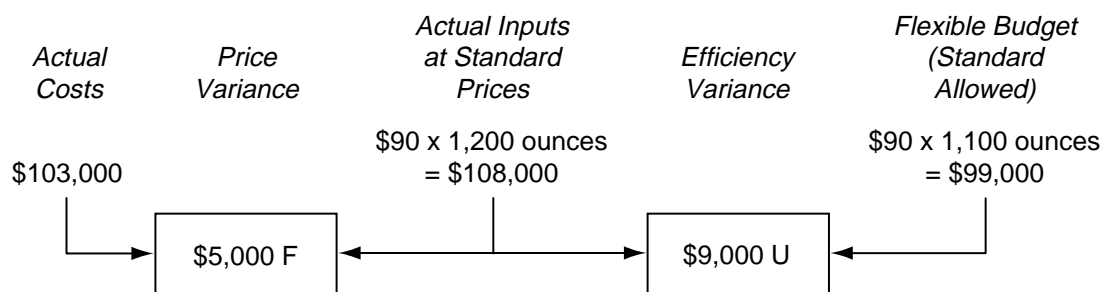 Actual
Costs
Price
Variance
Actual Inputs
at Standard
Prices
Efficiency
Variance
Flexible Budget
(Standard
Allowed)
$103,000
$90 x 1,200 ounces
= $108,000
$90 x 1,100 ounces
= $99,000
$5,000 F
$9,000 U